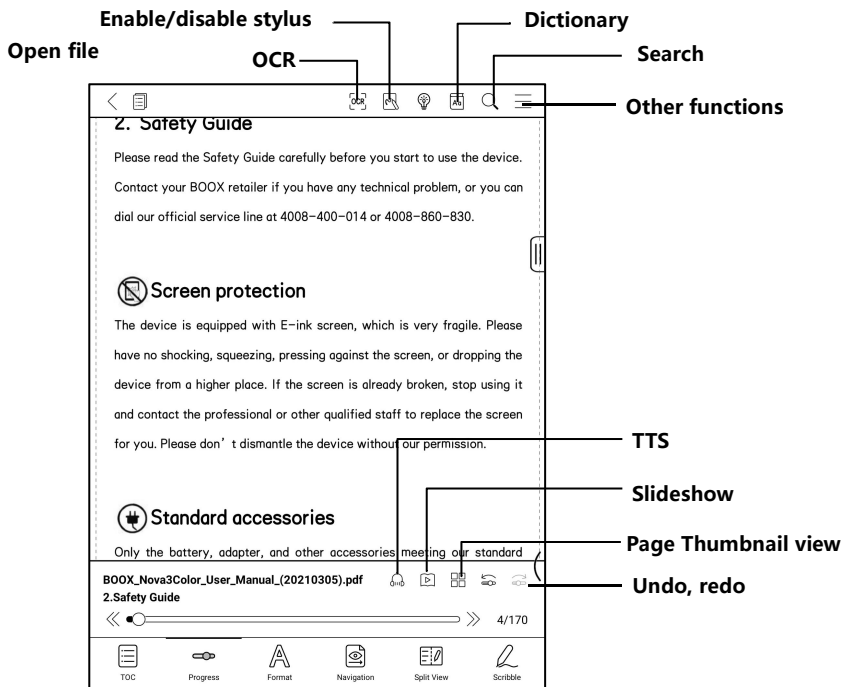 Enable/disable stylus
Dictionary
Open file
OCR
Search
Other functions
OCR
Aa
2. Safety Guide
Please read the Safety Guide carefully before you start to use the device.
Contact your BOOX retailer if you have any technical problem, or you can
dial our official service line at 4008-400-014 or 4008-860-830.
Screen protection
The device is equipped with E-ink screen, which is very fragile. Please
have no shocking, squeezing, pressing against the screen, or dropping the
device from a higher place. If the screen is already broken, stop using it
and contact the professional or other qualified staff to replace the screen
for you. Please don’t dismantle the device without our permission.
TTS
Slideshow
Standard accessories
Only the battery, adapter, and other accessories meeting our standard
Page Thumbnail view
BOOX_Nova3Color_User_Manual_(20210305).pdf
Undo, redo
2.Safety Guide
4/170
TOC Progress Format Navigation Split View Scribble